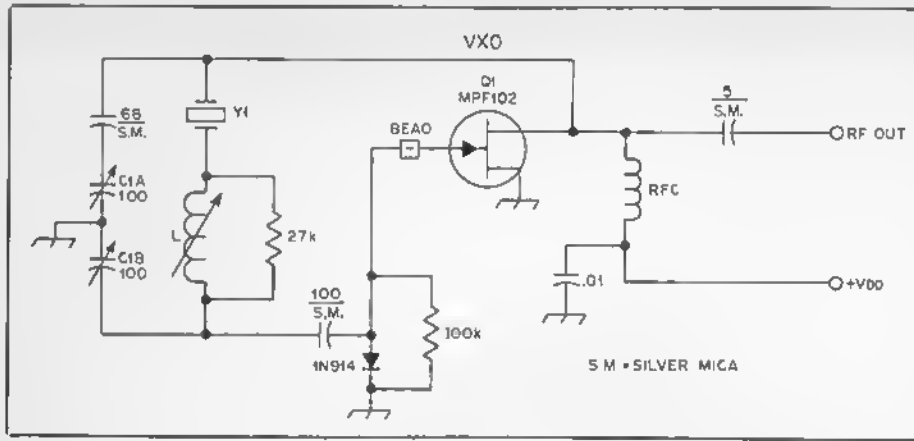 VXO
Q1
MPF102
68
S.M.
Y1
BEAD
5
S.M.
RF OUT
C1A
100
L
27k
RFC
C1B
100
100
S.M.
100k
.01
+VDD
1N914
S M = SILVER MICA